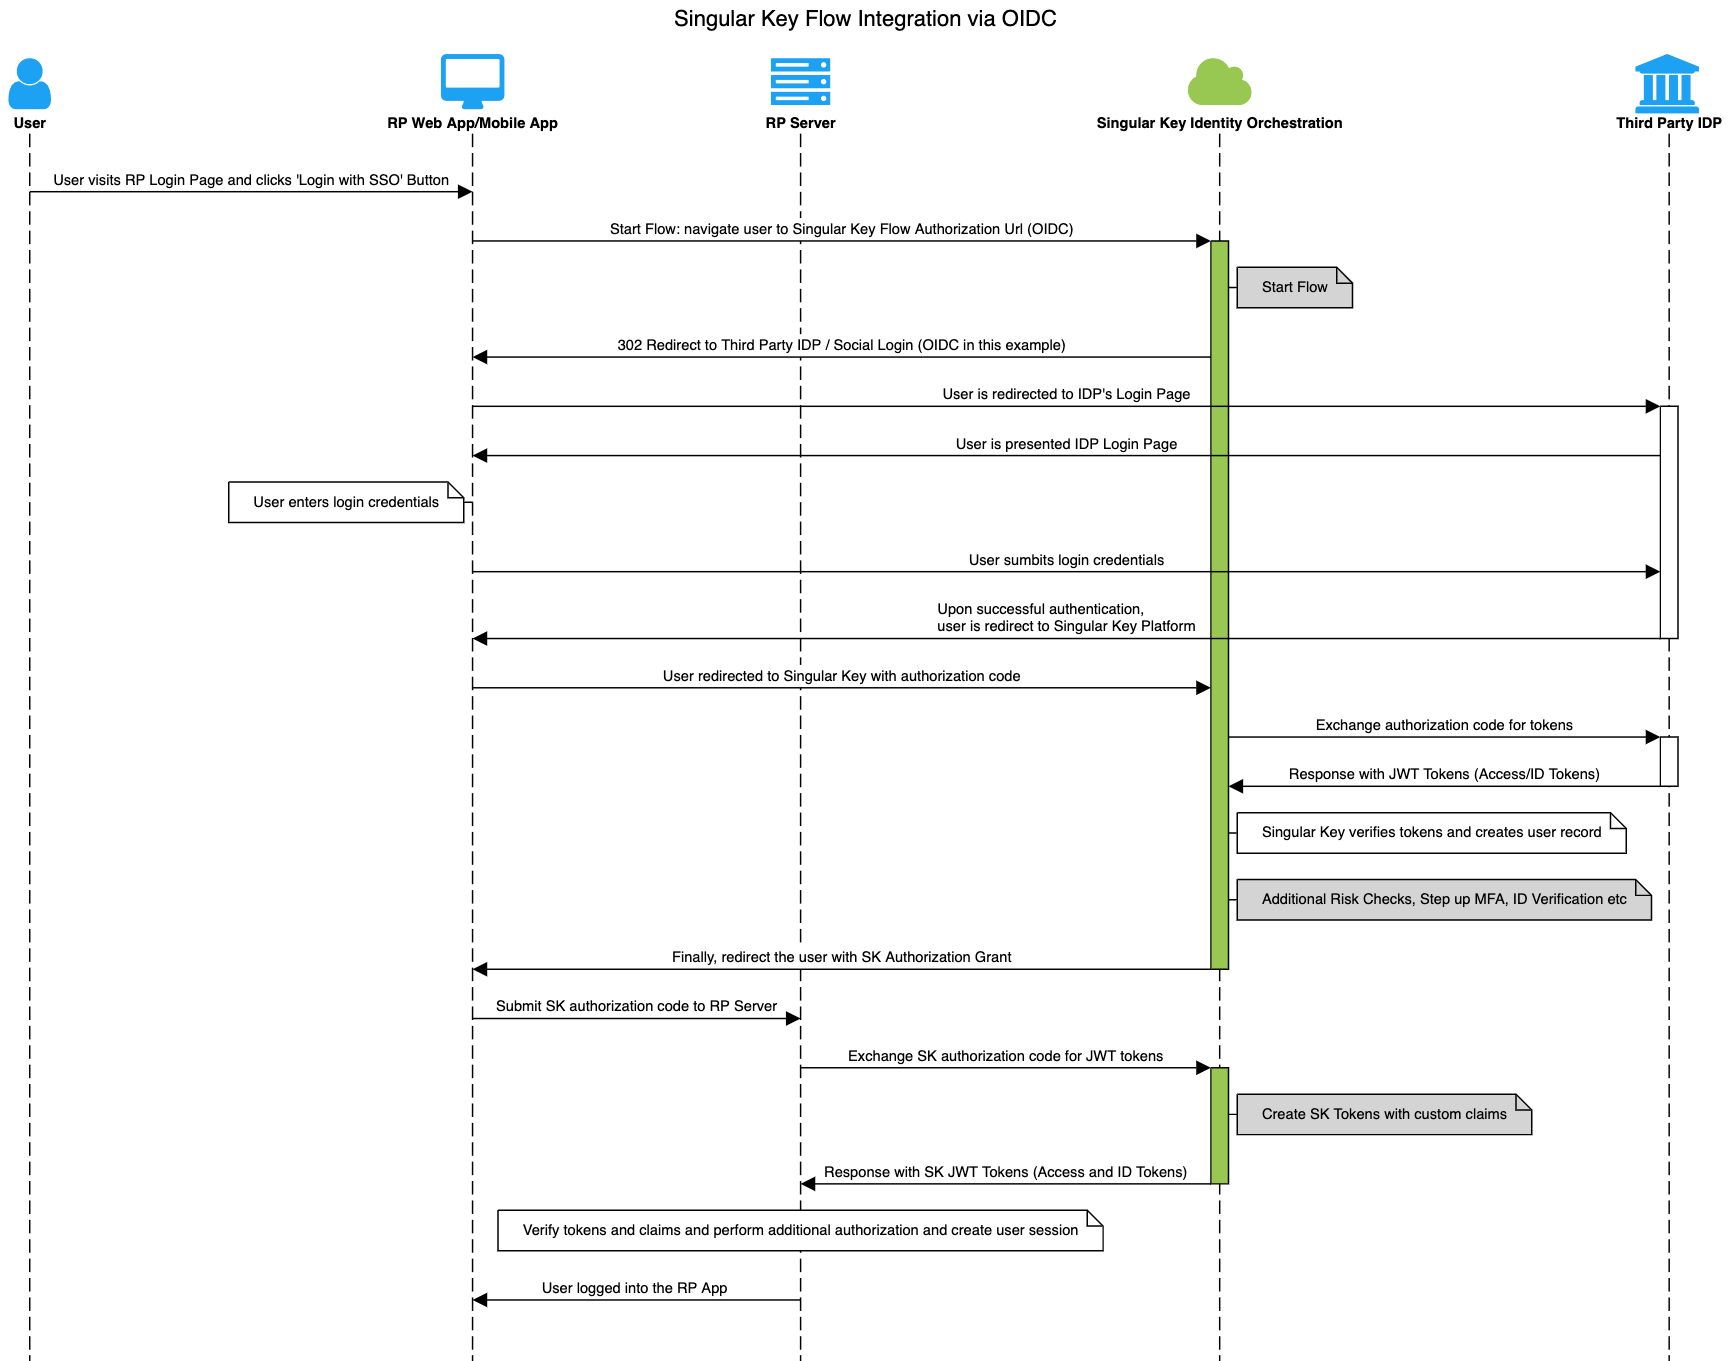 Singular Key Flow Integration via OIDC
User
RP Web App/Mobile App
RP Server
Singular Key Identity Orchestration
Third Party IDP
User visits RP Login Page and clicks 'Login with SSO' Button
Start Flow: navigate user to Singular Key Flow Authorization Url (OIDC)
Start Flow
302 Redirect to Third Party IDP / Social Login (OIDC in this example)
User is redirected to IDP's Login Page
User is presented IDP Login Page
User enters login credentials
User sumbits login credentials
Upon successful authentication,
user is redirect to Singular Key Platform
User redirected to Singular Key with authorization code
Exchange authorization code for tokens
Response with JWT Tokens (Access/ID Tokens)
Singular Key verifies tokens and creates user record
Additional Risk Checks, Step up MFA, ID Verification etc
Finally, redirect the user with SK Authorization Grant
Submit SK authorization code to RP Server
Exchange SK authorization code for JWT tokens
Create SK Tokens with custom claims
Response with SK JWT Tokens (Access and ID Tokens)
Verify tokens and claims and perform additional authorization and create user session
User logged into the RP App